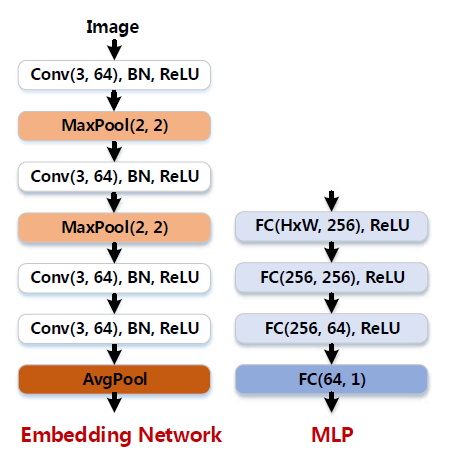 Image
Conv(3, 64), BN, ReLU
MaxPool(2, 2)
Conv(3, 64), BN, ReLU
MaxPool(2, 2)
Conv(3, 64), BN, ReLU
Conv(3, 64), BN, ReLU
AvgPool
Embedding Network
FC(HxW, 256), ReLU
FC(256, 256), ReLU
FC(256, 64), ReLU
FC(64, 1)
MLP